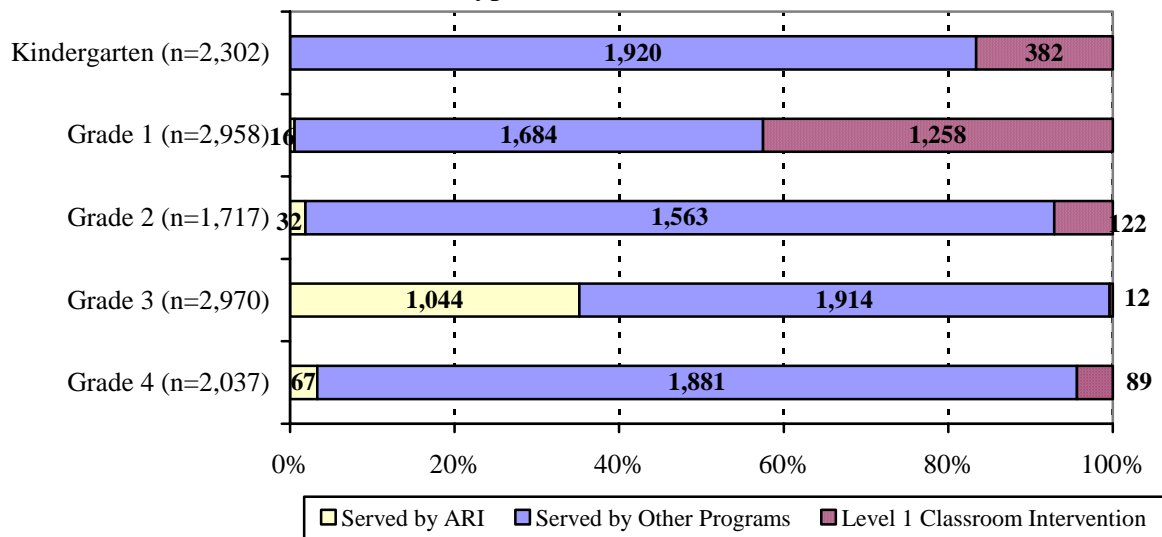 Kindergarten (n=2,302) 1,920 382
Grade 1 (n=2,958) 16 1,684 1,258
Grade 2 (n=1,717) 32 1,563 122
Grade 3 (n=2,970) 1,044 1,914 12
Grade 4 (n=2,037) 67 1,881 89
0% 20% 40% 60% 80% 100%
Served by ARI Served by Other Programs Level 1 Classroom Intervention